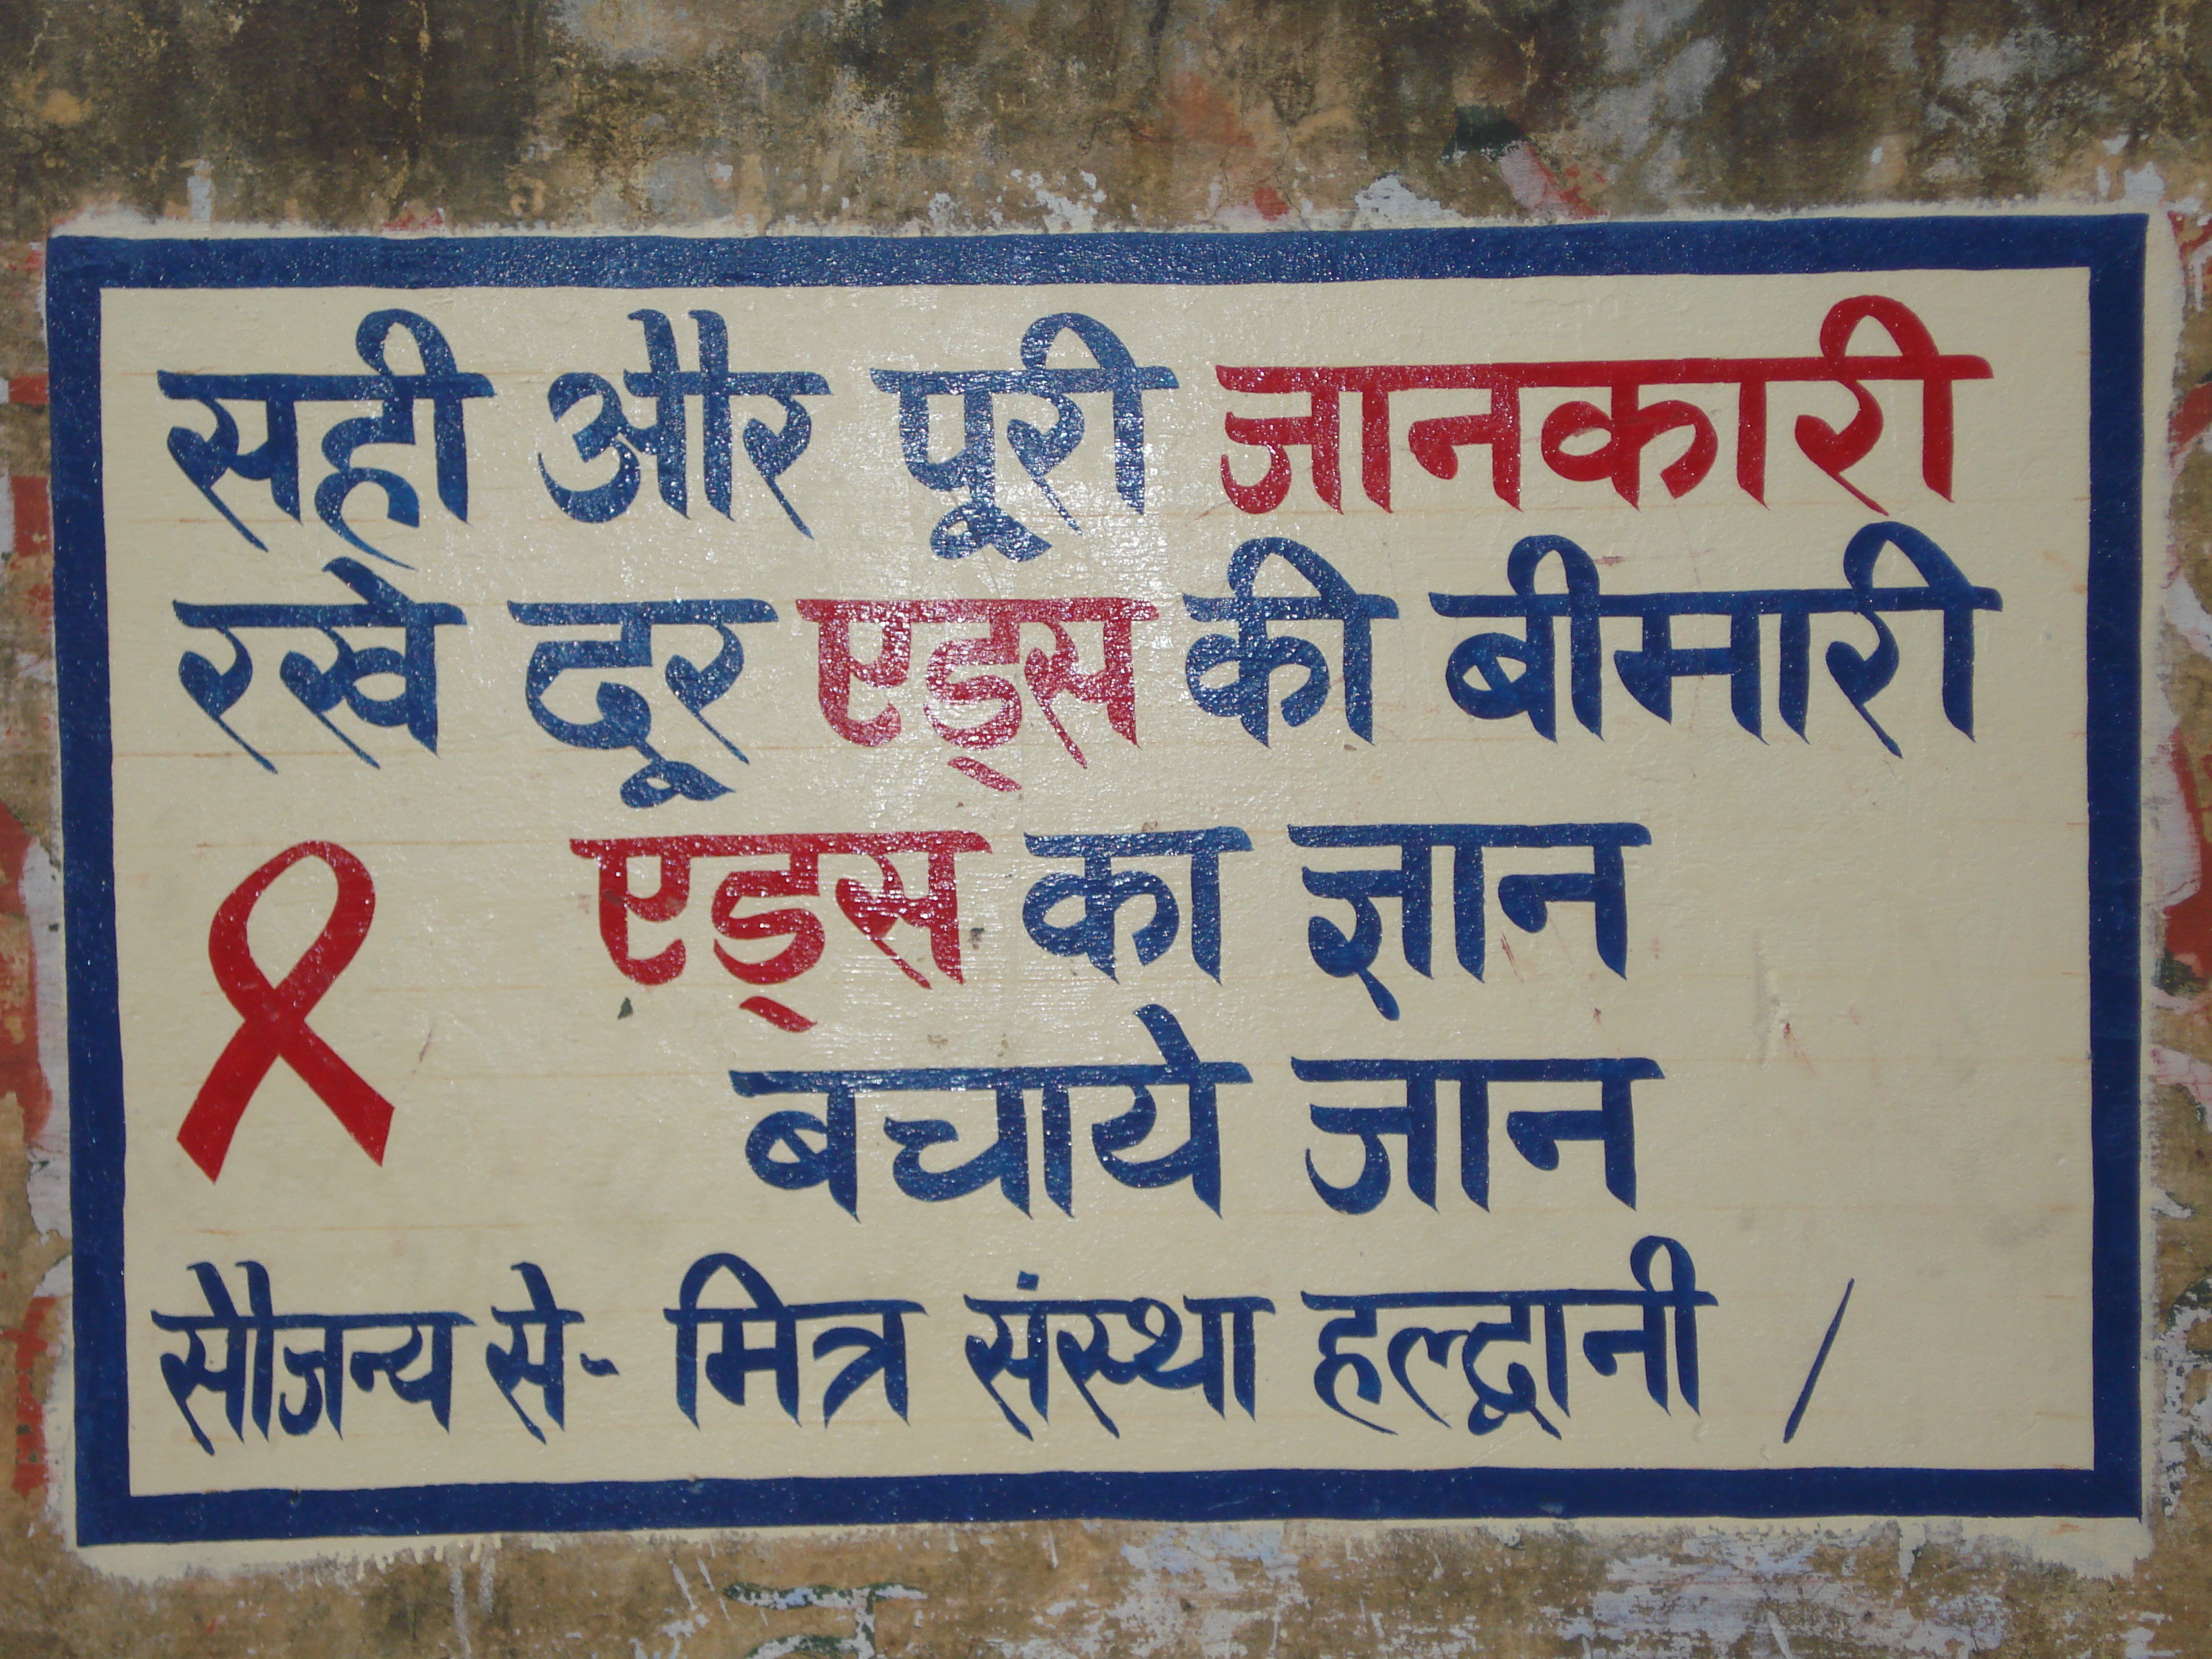 सही और पूरी जानकारी
रखे दूर एड्स की बीमारी
एड्स का ज्ञान
बचाये जान
सौजन्य से- मित्र संस्था हल्द्वानी /